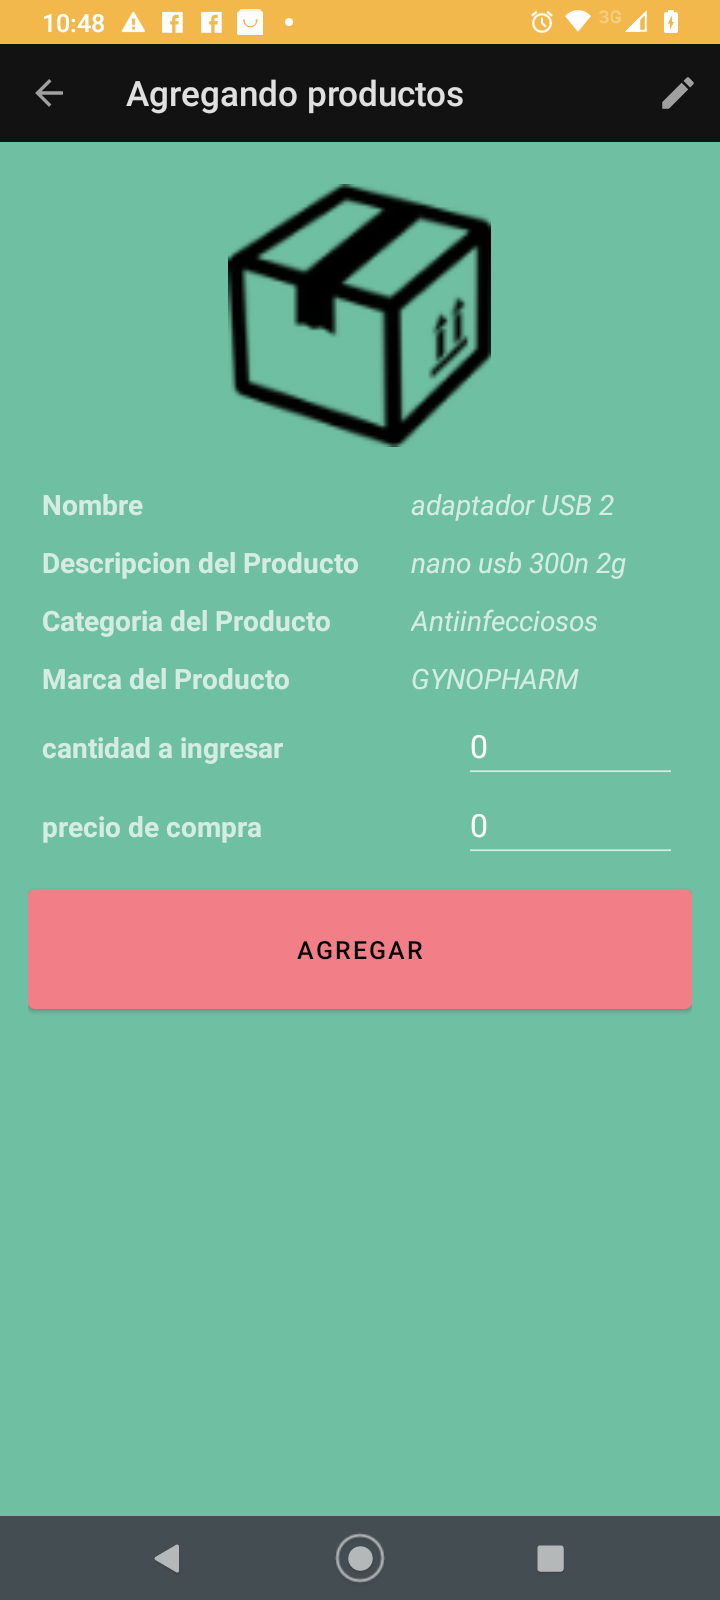 10:48
3G
Agregando productos
Nombre adaptador USB 2
Descripcion del Producto nano usb 300n 2g
Categoria del Producto Antiinfecciosos
Marca del Producto GYNOPHARM
cantidad a ingresar 0
precio de compra 0
AGREGAR